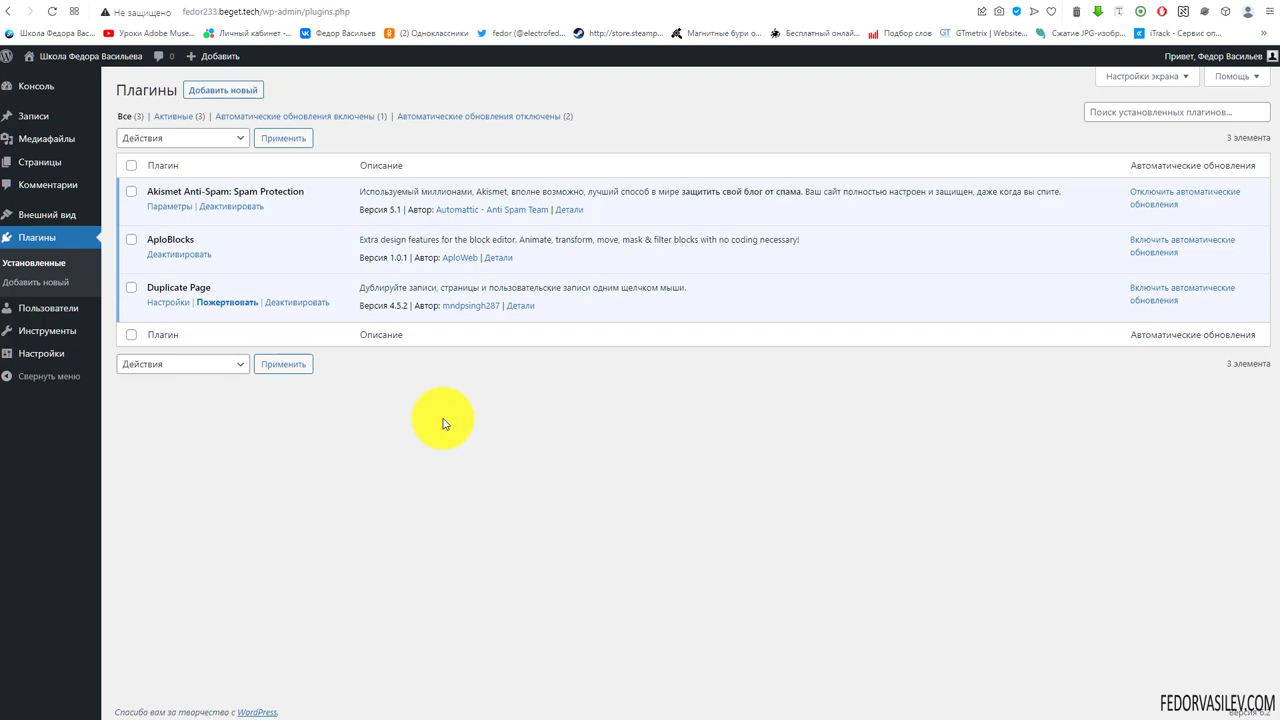 Не защищено fedor233.beget.tech/wp-admin/plugins.php
Школа Федора Вас... Уроки Adobe Muse... Личный кабинет -... Федор Васильев (2) Одноклассники fedor (@electrofed... http://store.steamp... Магнитные бури о... Бесплатный онлай... Подбор слов GTmetrix | Website... Сжатие JPG-изобр... iTrack - Сервис оп... »
Школа Федора Васильева 0 Добавить Привет, Федор Васильев
Консоль
Записи
Медиафайлы
Страницы
Комментарии
Внешний вид
Плагины
Установленные
Добавить новый
Пользователи
Инструменты
Настройки
Свернуть меню
Настройки экрана Помощь
Плагины Добавить новый
Все (3) | Активные (3) | Автоматические обновления включены (1) | Автоматические обновления отключены (2)
Поиск установленных плагинов...
Действия Применить 3 элемента
Плагин Описание Автоматические обновления
Akismet Anti-Spam: Spam Protection
Параметры | Деактивировать
Используемый миллионами, Akismet, вполне возможно, лучший способ в мире защитить свой блог от спама. Ваш сайт полностью настроен и защищен, даже когда вы спите.
Версия 5.1 | Автор: Automattic - Anti Spam Team | Детали
Отключить автоматические
обновления
AploBlocks
Деактивировать
Extra design features for the block editor. Animate, transform, move, mask & filter blocks with no coding necessary!
Версия 1.0.1 | Автор: AploWeb | Детали
Включить автоматические
обновления
Duplicate Page
Настройки | Пожертвовать | Деактивировать
Дублируйте записи, страницы и пользовательские записи одним щелчком мыши.
Версия 4.5.2 | Автор: mndpsingh287 | Детали
Включить автоматические
обновления
Плагин Описание Автоматические обновления
Действия Применить 3 элемента
Спасибо вам за творчество с WordPress.
FEDORVASILEV.COM
Версия 6.2